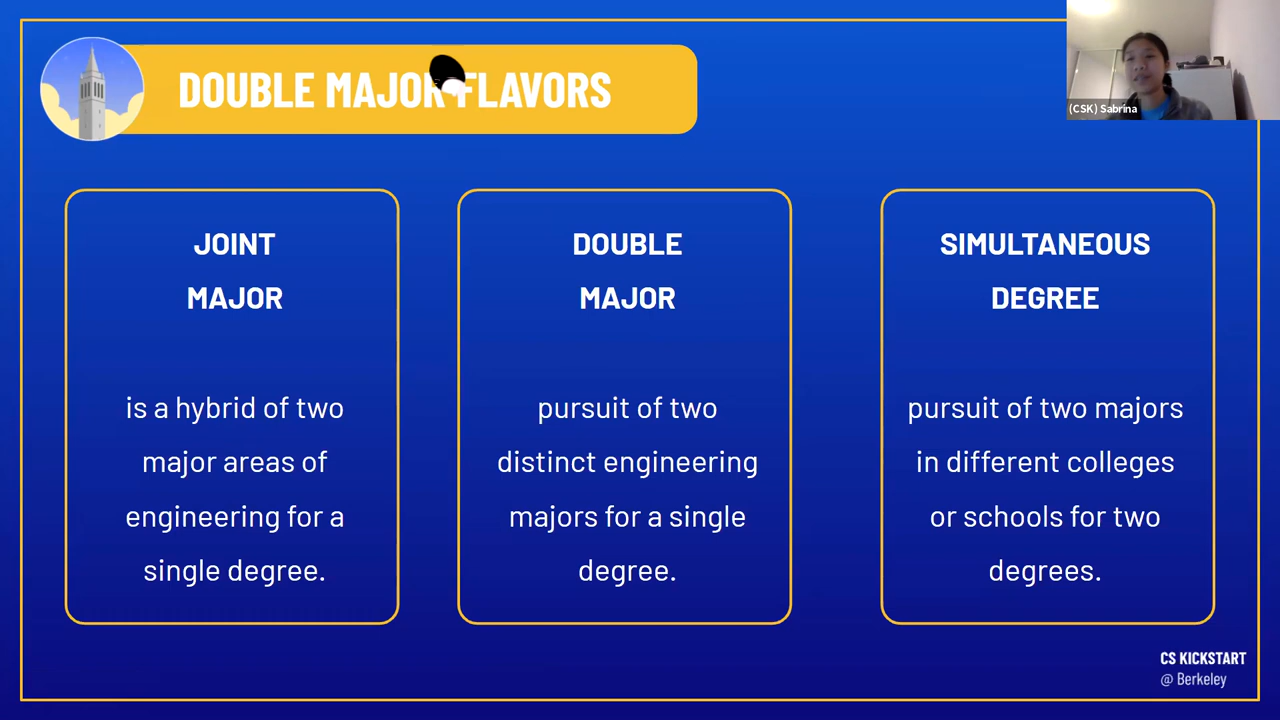 DOUBLE MAJOR FLAVORS
(CSK) Sabrina
JOINT
MAJOR
is a hybrid of two
major areas of
engineering for a
single degree.
DOUBLE
MAJOR
pursuit of two
distinct engineering
majors for a single
degree.
SIMULTANEOUS
DEGREE
pursuit of two majors
in different colleges
or schools for two
degrees.
CS KICKSTART
@ Berkeley